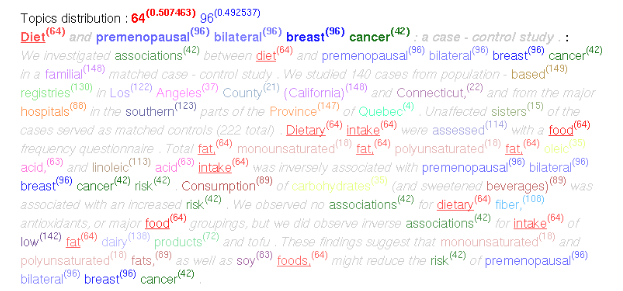 Topics distribution : 64(0.507463) 96(0.492537)
Diet(64) and premenopausal(96) bilateral(96) breast(96) cancer(42) : a case - control study . :
We investigated associations(42) between diet(64) and premenopausal(96) bilateral(96) breast(96) cancer(42)
in a familial(148) matched case - control study . We studied 140 cases from population - based(149)
registries(130) in Los(122) Angeles(37) County(21) (California)(148) and Connecticut,(22) and from the major
hospitals(88) in the southern(123) parts of the Province(147) of Quebec(4) . Unaffected sisters(15) of the
cases served as matched controls (222 total) . Dietary(64) intake(64) were assessed(114) with a food(64)
frequency questionnaire . Total fat,(64) monounsaturated(18) fat,(64) polyunsaturated(18) fat,(64) oleic(35)
acid,(63) and linoleic(113) acid(63) intake(64) was inversely associated with premenopausal(96) bilateral(96)
breast(96) cancer(42) risk(42) . Consumption(89) of carbohydrates(35) (and sweetened beverages)(89) was
associated with an increased risk(42) . We observed no associations(42) for dietary(64) fiber,(108)
antioxidants, or major food(64) groupings, but we did observe inverse associations(42) for intake(64) of
low(142) fat(64) dairy(138) products(72) and tofu . These findings suggest that monounsaturated(18) and
polyunsaturated(18) fats,(89) as well as soy(83) foods,(64) might reduce the risk(42) of premenopausal(96)
bilateral(96) breast(96) cancer(42) .